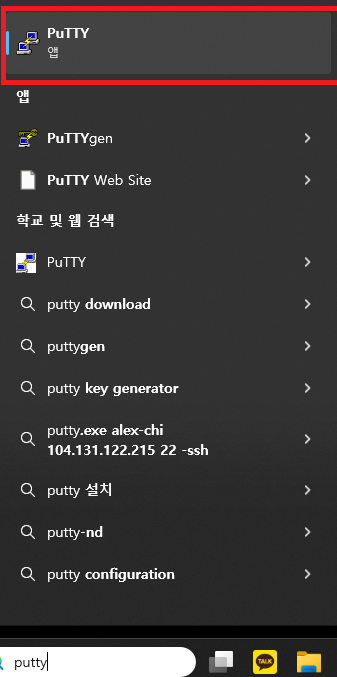 PuTTY
앱
앱
PuTTYgen
PuTTY Web Site
학교 및 웹 검색
PuTTY
putty download
puttygen
putty key generator
putty.exe alex-chi
104.131.122.215 22 -ssh
putty 설치
putty-nd
putty configuration
putty
TALK